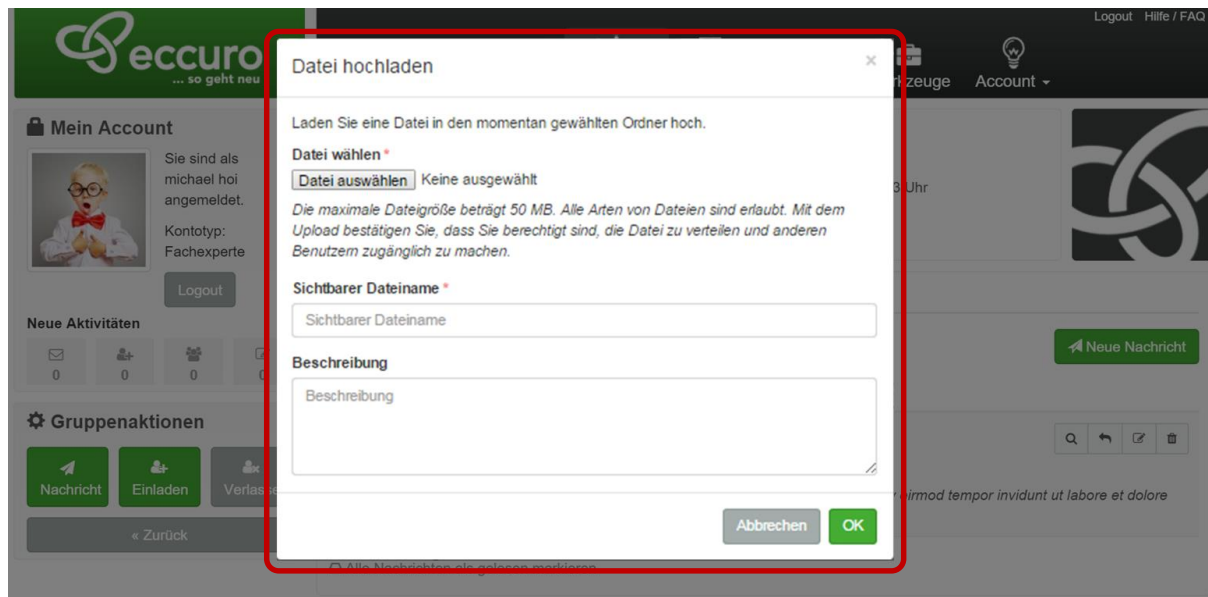 Logout Hilfe / FAQ
eccuro
... so geht neu
Account
Mein Account
Sie sind als
michael hoi
angemeldet.
Kontotyp:
Fachexperte
Logout
Neue Aktivitäten
0 0 0
Gruppenaktionen
Nachricht Einladen
« Zurück
Datei hochladen
×
Laden Sie eine Datei in den momentan gewählten Ordner hoch.
Datei wählen *
Datei auswählen Keine ausgewählt
Die maximale Dateigröße beträgt 50 MB. Alle Arten von Dateien sind erlaubt. Mit dem
Upload bestätigen Sie, dass Sie berechtigt sind, die Datei zu verteilen und anderen
Benutzern zugänglich zu machen.
Sichtbarer Dateiname *
Sichtbarer Dateiname
Beschreibung
Beschreibung
Abbrechen OK
Uhr
Neue Nachricht
eirmod tempor invidunt ut labore et dolore
Alle Nachrichten als gelesen markieren